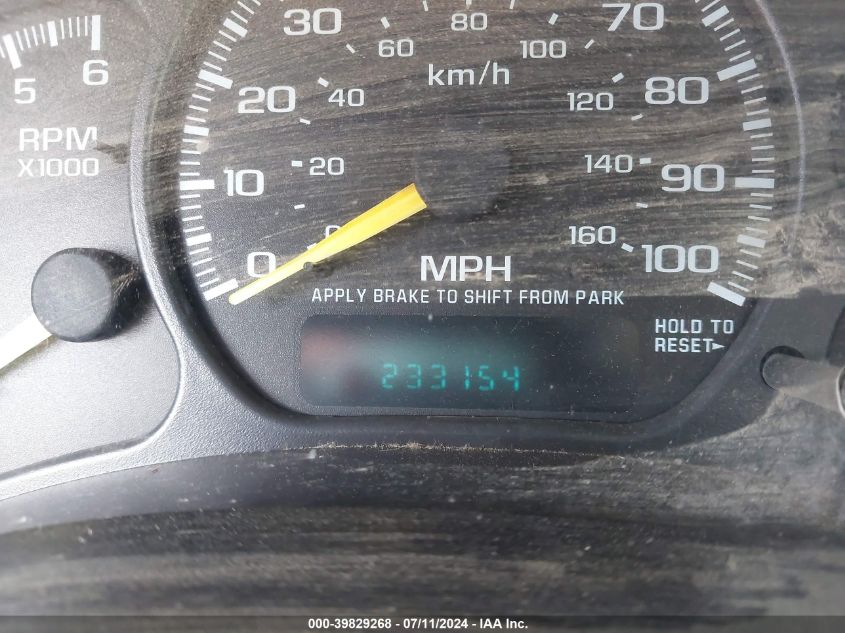 70
30 80
60 100
km/h
5 6 20 40 120 80
RPM
X1000
20 140
10 90
0 160
0 MPH 100
APPLY BRAKE TO SHIFT FROM PARK
HOLD TO
RESET
233154
000-39829268 - 07/11/2024 - © IAA Inc.